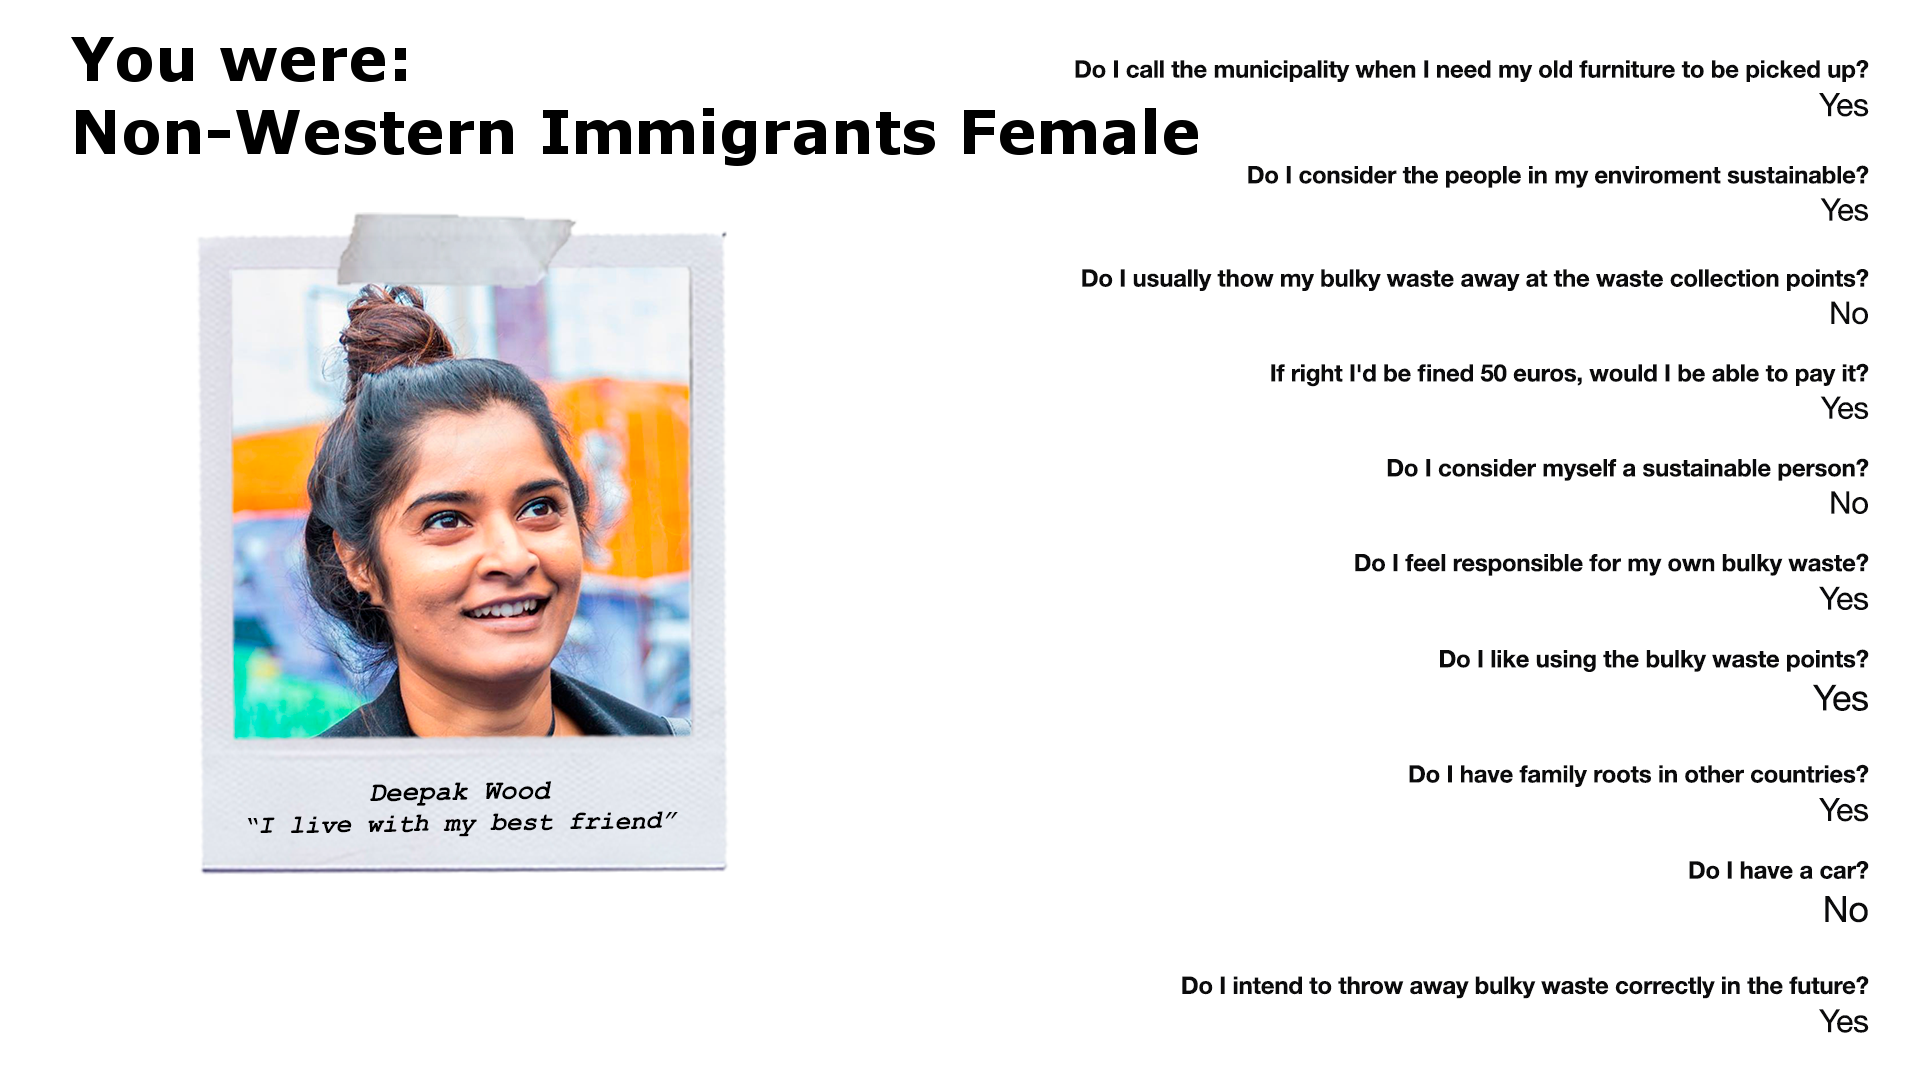 You were:
Non-Western Immigrants Female
Deepak Wood
“I live with my best friend”
Do I call the municipality when I need my old furniture to be picked up?
Yes
Do I consider the people in my enviroment sustainable?
Yes
Do I usually thow my bulky waste away at the waste collection points?
No
If right I'd be fined 50 euros, would I be able to pay it?
Yes
Do I consider myself a sustainable person?
No
Do I feel responsible for my own bulky waste?
Yes
Do I like using the bulky waste points?
Yes
Do I have family roots in other countries?
Yes
Do I have a car?
No
Do I intend to throw away bulky waste correctly in the future?
Yes